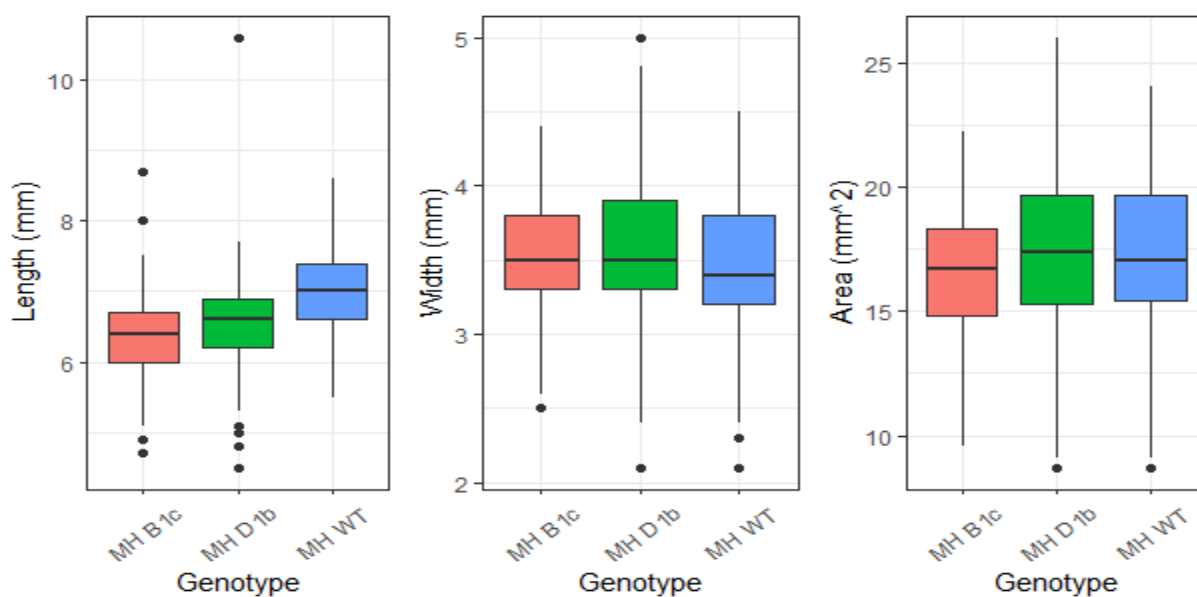 Length (mm)
10
8
6
MH B1c
MH D1b
MH WT
Genotype
Width (mm)
5
4
3
2
MH B1c
MH D1b
MH WT
Genotype
Area (mm^2)
25
20
15
10
MH B1c
MH D1b
MH WT
Genotype